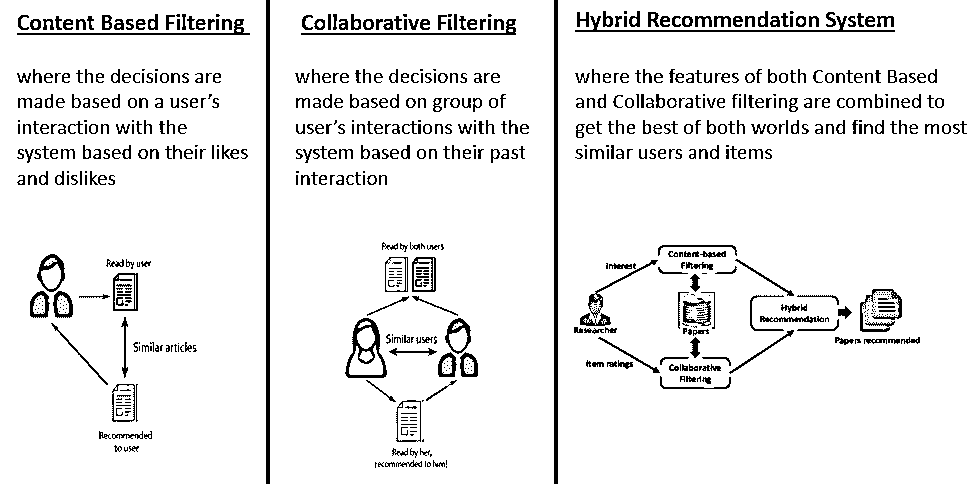 Content Based Filtering
where the decisions are
made based on a user's
interaction with the
system based on their likes
and dislikes
Read by user
Similar articles
Recommended
to user
Collaborative Filtering
where the decisions are
made based on group of
user's interactions with the
system based on their past
interaction
Read by both users
Similar users
Read by her,
recommended to him!
Hybrid Recommendation System
where the features of both Content Based
and Collaborative filtering are combined to
get the best of both worlds and find the most
similar users and items
Content-based
Filtering
interest
Researcher
Papers
Hybrid
Recommendation
Papers recommended
Item ratings
Collaborative
Filtering